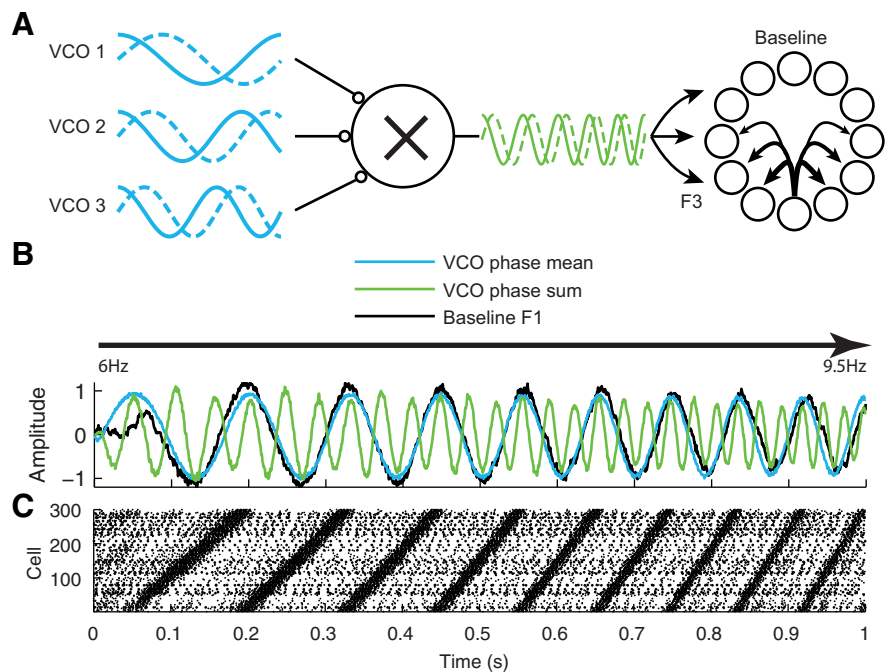 A
VCO 1
VCO 2
VCO 3
Baseline
F3
B
VCO phase mean
VCO phase sum
Baseline F1
6Hz
9.5Hz
Amplitude
1
0
−1
C
Cell
300
200
100
0 0.1 0.2 0.3 0.4 0.5 0.6 0.7 0.8 0.9 1
Time (s)